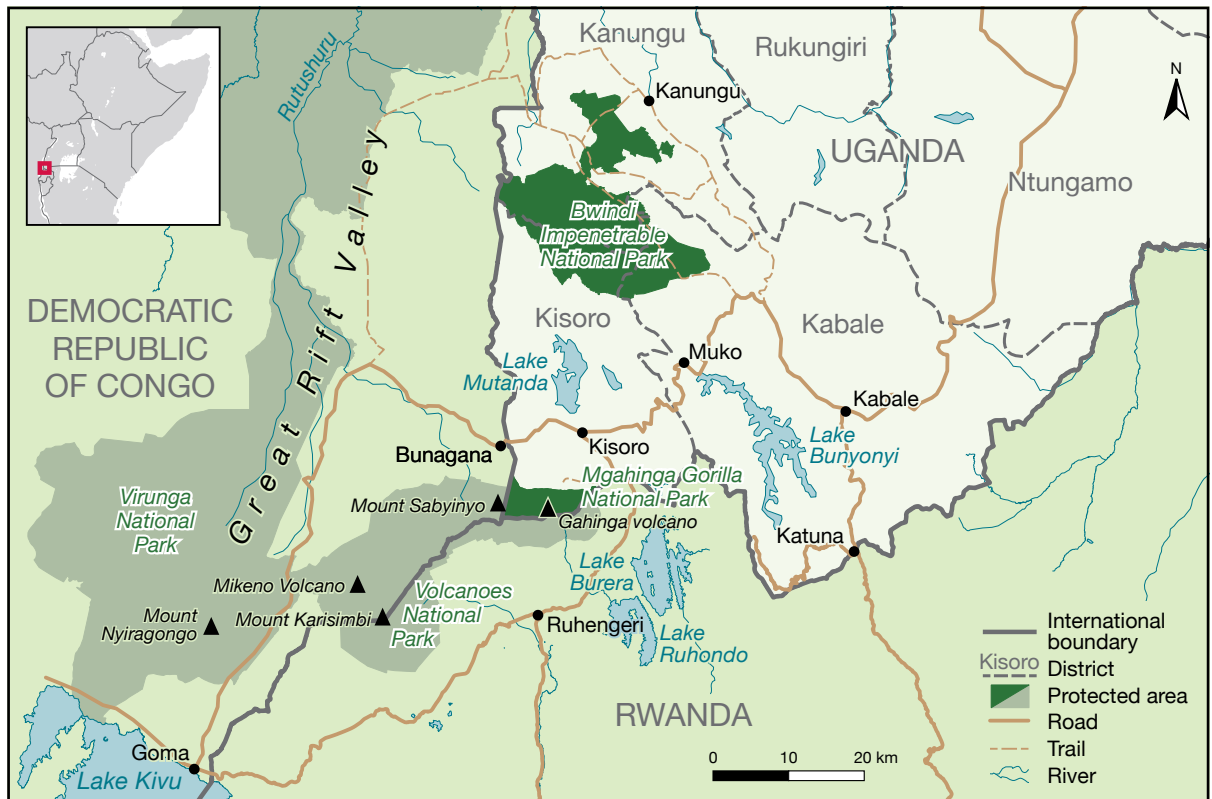 Kanungu
Rukungiri
N
Rutushuru
Kanungu
UGANDA
Ntungamo
Great Rift Valley
Bwindi
Impenetrable
National Park
DEMOCRATIC
REPUBLIC
OF CONGO
Kisoro
Kabale
Lake
Mutanda
Muko
Kabale
Bunagana
Kisoro
Lake
Bunyonyi
Mgahinga Gorilla
National Park
Virunga
National
Park
Mount Sabyinyo
Gahinga volcano
Katuna
Lake
Burera
Mikeno Volcano
Volcanoes
National
Park
Mount
Nyiragongo
Mount Karisimbi
Ruhengeri
Lake
Ruhondo
RWANDA
Goma
Lake Kivu
0 10 20 km
International
boundary
Kisoro District
Protected area
Road
Trail
River